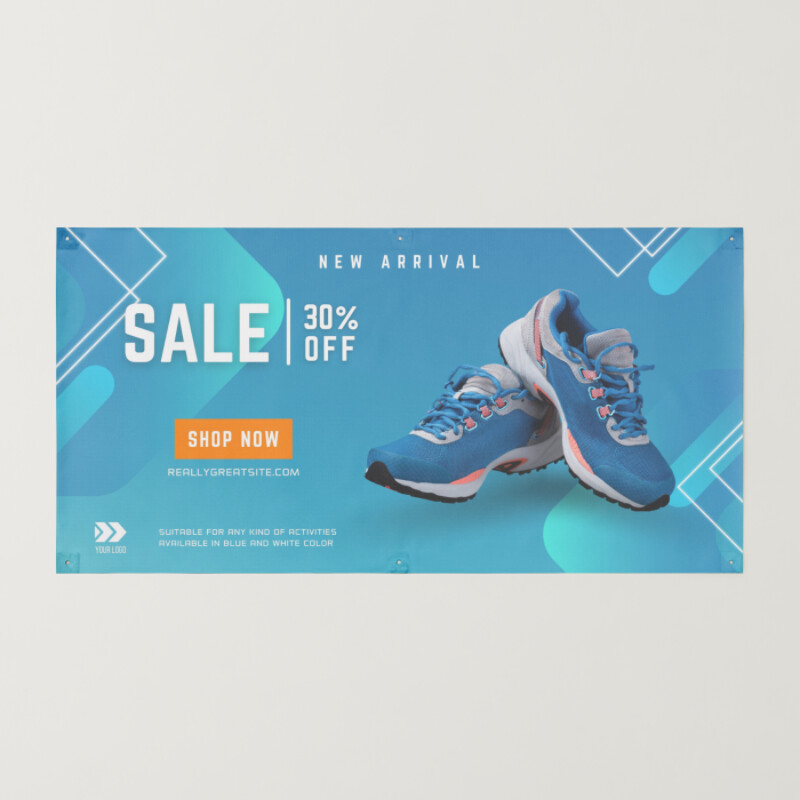 NEW ARRIVAL
SALE
30%
OFF
SHOP NOW
REALLYGREATSITE.COM
YOUR LOGO
SUITABLE FOR ANY KIND OF ACTIVITIES
AVAILABLE IN BLUE AND WHITE COLOR